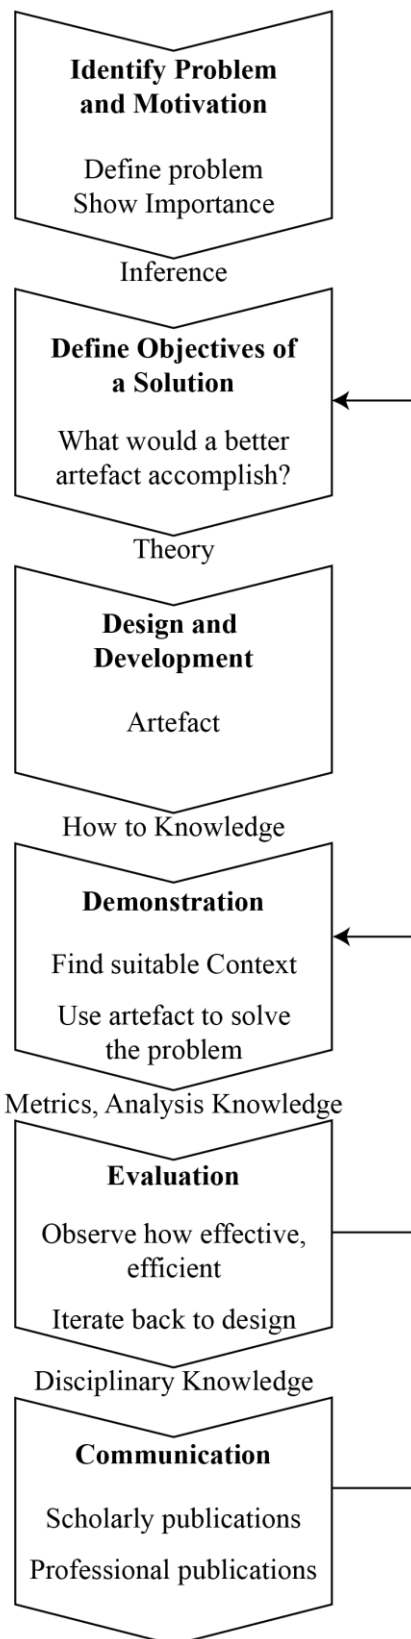 Identify Problem
and Motivation
Define problem
Show Importance
Inference
Define Objectives of
a Solution
What would a better
artefact accomplish?
Theory
Design and
Development
Artefact
How to Knowledge
Demonstration
Find suitable Context
Use artefact to solve
the problem
Metrics, Analysis Knowledge
Evaluation
Observe how effective,
efficient
Iterate back to design
Disciplinary Knowledge
Communication
Scholarly publications
Professional publications